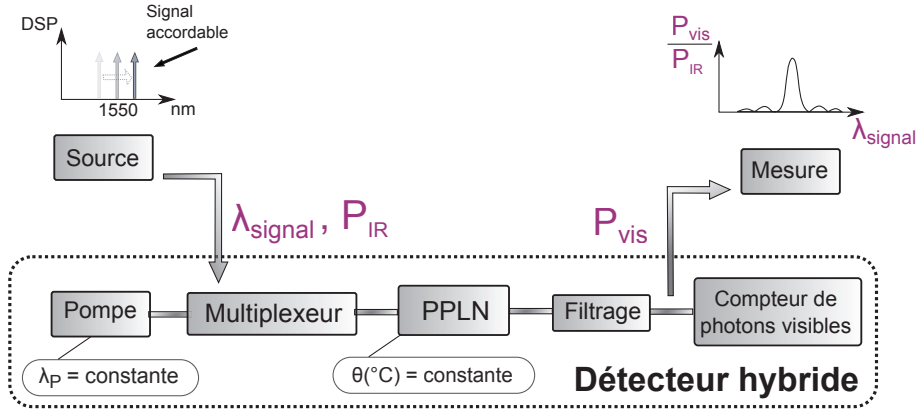 DSP
Signal
accordable
1550
nm
P_vis
P_IR
λ_signal
Source
Mesure
λ_signal , P_IR
P_vis
Pompe
Multiplexeur
PPLN
Filtrage
Compteur de
photons visibles
λ_P = constante
θ(°C) = constante
Détecteur hybride